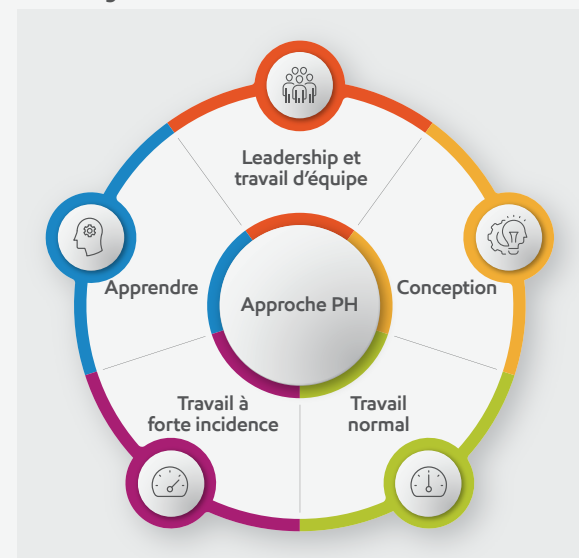 Leadership et
travail d'équipe
Conception
Travail
normal
Travail à
forte incidence
Apprendre
Approche PH